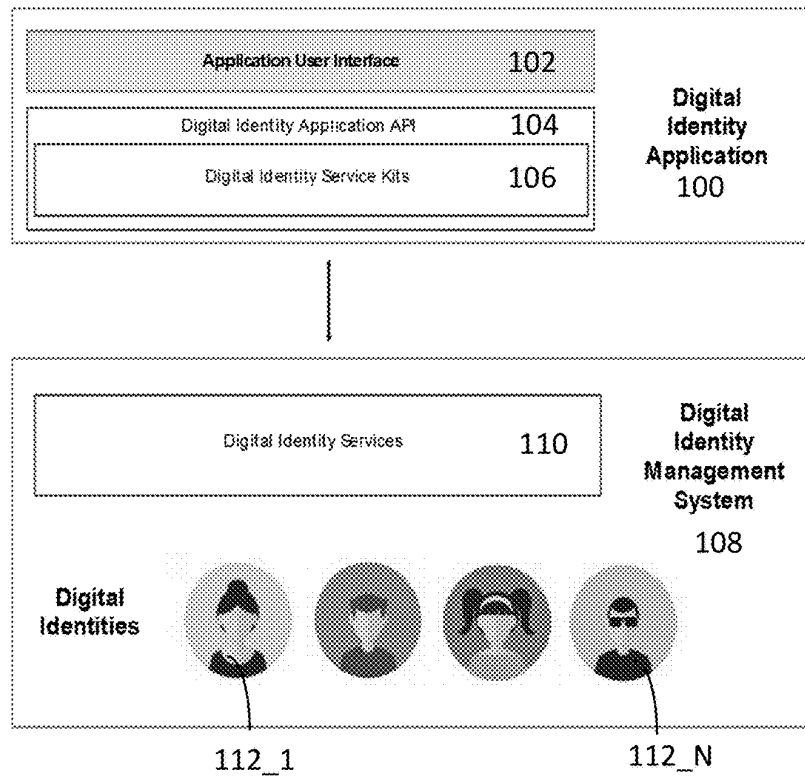 Application User Interface 102
Digital Identity Application API 104
Digital Identity Service Kits 106
Digital
Identity
Application
100
Digital Identity Services 110
Digital
Identity
Management
System
108
Digital
Identities
112_1
112_N